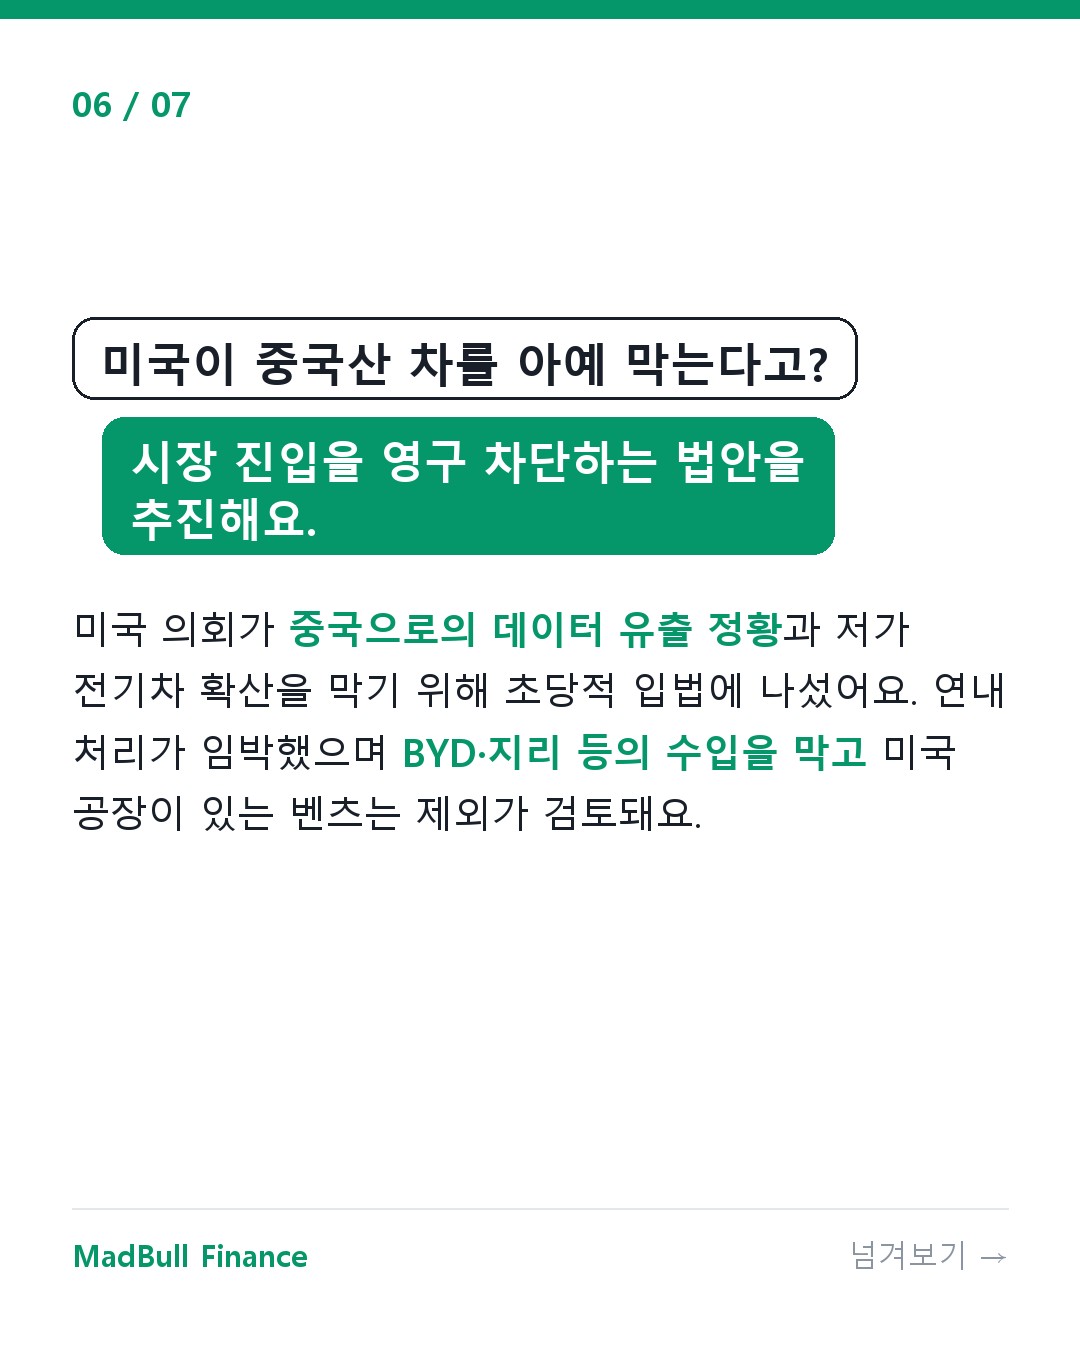 06 / 07
미국이 중국산 차를 아예 막는다고?
시장 진입을 영구 차단하는 법안을
추진해요.
미국 의회가 중국으로의 데이터 유출 정황과 저가
전기차 확산을 막기 위해 초당적 입법에 나섰어요. 연내
처리가 임박했으며 BYD·지리 등의 수입을 막고 미국
공장이 있는 벤츠는 제외가 검토돼요.
MadBull Finance
넘겨보기 →